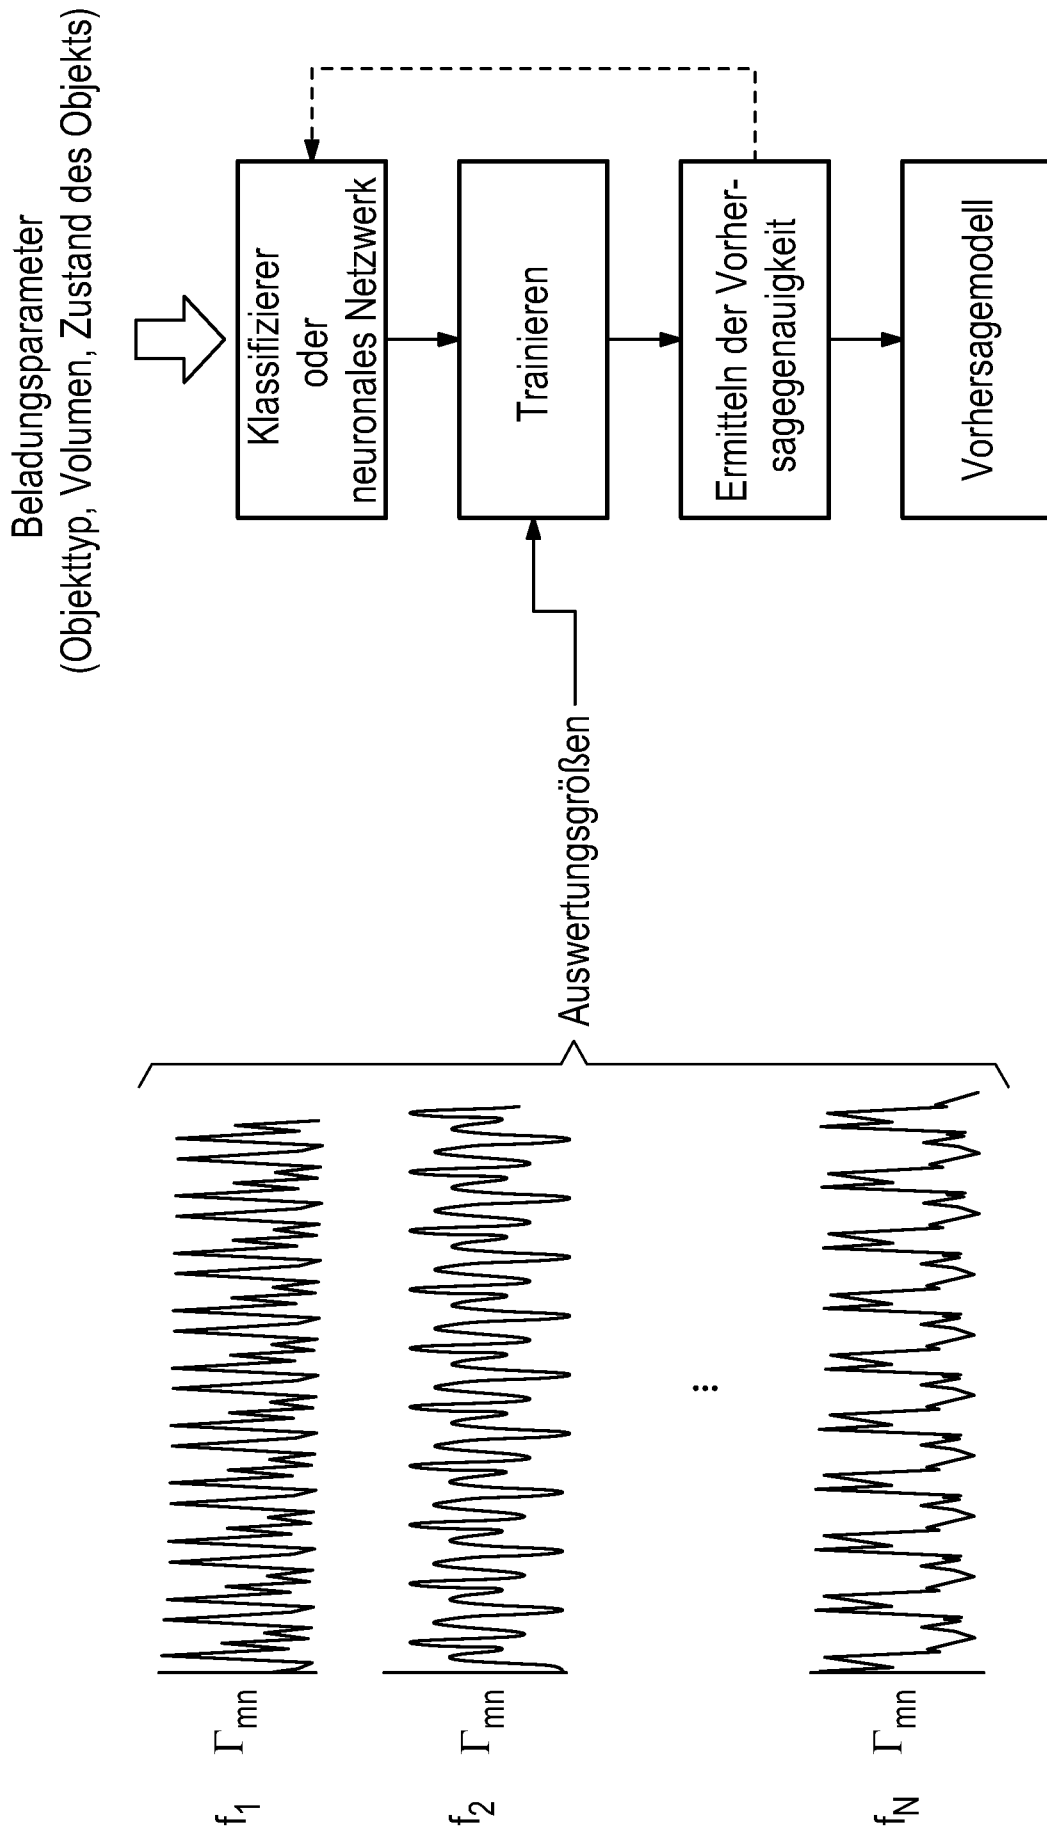 Beladungsparameter
(Objekttyp, Volumen, Zustand des Objekts)
Klassifizierer
oder
neuronales Netzwerk
Trainieren
Ermitteln der Vorher-
sagegenauigkeit
Vorhersagemodell
Auswertungsgrößen
f1 Γmn
f2 Γmn
...
fN Γmn